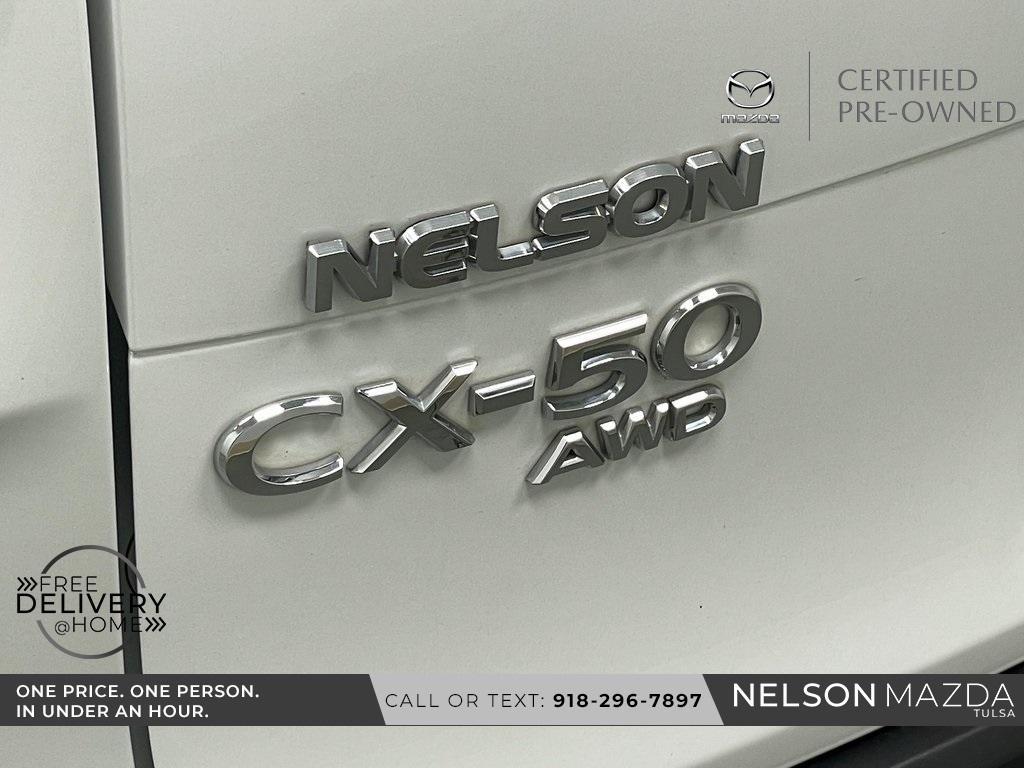 mazda
CERTIFIED
PRE-OWNED
NELSON
CX-50
AWD
FREE
DELIVERY
@HOME
ONE PRICE. ONE PERSON.
IN UNDER AN HOUR.
CALL OR TEXT: 918-296-7897
NELSON MAZDA
TULSA